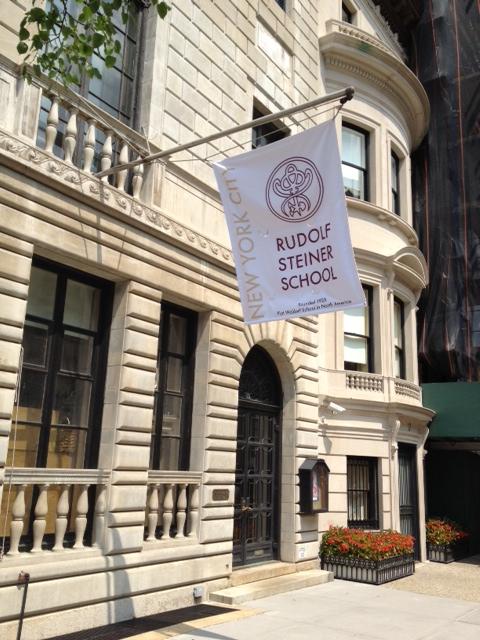 NEW YORK CITY
RUDOLF
STEINER
SCHOOL
Founded 1928
First Waldorf School in North America